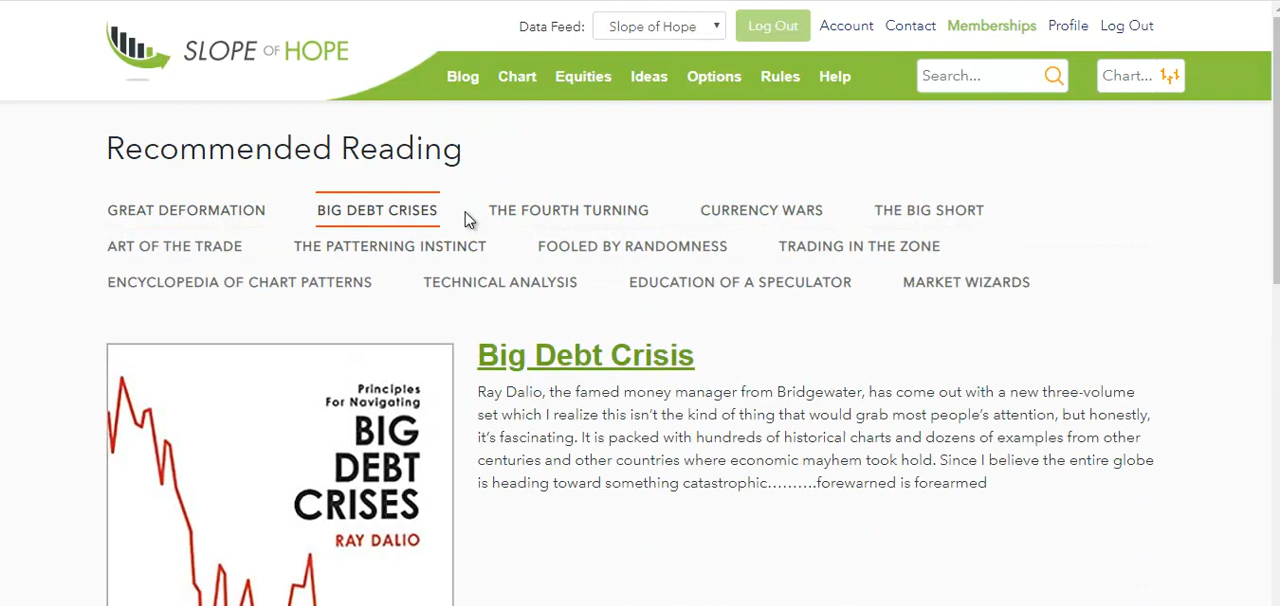 Data Feed: Slope of Hope Log Out Account Contact Memberships Profile Log Out
SLOPE OF HOPE
Blog Chart Equities Ideas Options Rules Help Search... Chart...
Recommended Reading
GREAT DEFORMATION BIG DEBT CRISES THE FOURTH TURNING CURRENCY WARS THE BIG SHORT
ART OF THE TRADE THE PATTERNING INSTINCT FOOLED BY RANDOMNESS TRADING IN THE ZONE
ENCYCLOPEDIA OF CHART PATTERNS TECHNICAL ANALYSIS EDUCATION OF A SPECULATOR MARKET WIZARDS
Principles
For Navigating
BIG
DEBT
CRISES
RAY DALIO
Big Debt Crisis
Ray Dalio, the famed money manager from Bridgewater, has come out with a new three-volume
set which I realize this isn't the kind of thing that would grab most people's attention, but honestly,
it's fascinating. It is packed with hundreds of historical charts and dozens of examples from other
centuries and other countries where economic mayhem took hold. Since I believe the entire globe
is heading toward something catastrophic..........forewarned is forearmed